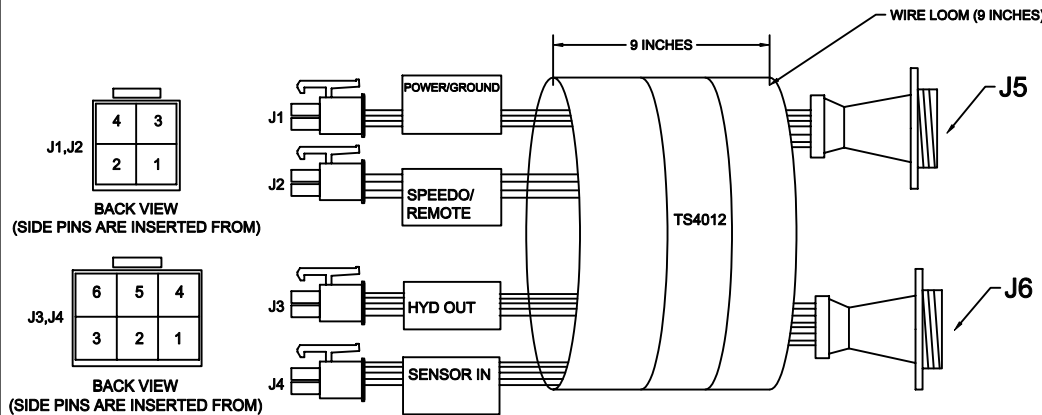 WIRE LOOM (9 INCHES)
9 INCHES
POWER/GROUND
J5
J1
4 3
J1,J2
2 1
J2
SPEEDO/
REMOTE
BACK VIEW
(SIDE PINS ARE INSERTED FROM)
TS4012
6 5 4
J3,J4
3 2 1
J3
HYD OUT
J6
J4
SENSOR IN
BACK VIEW
(SIDE PINS ARE INSERTED FROM)